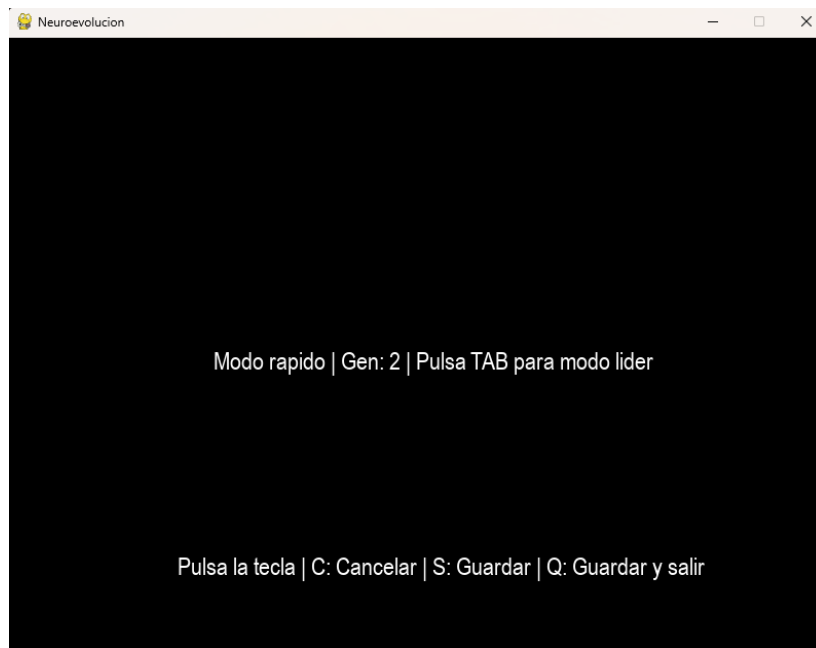 Neuroevolucion
Modo rapido | Gen: 2 | Pulsa TAB para modo lider
Pulsa la tecla | C: Cancelar | S: Guardar | Q: Guardar y salir